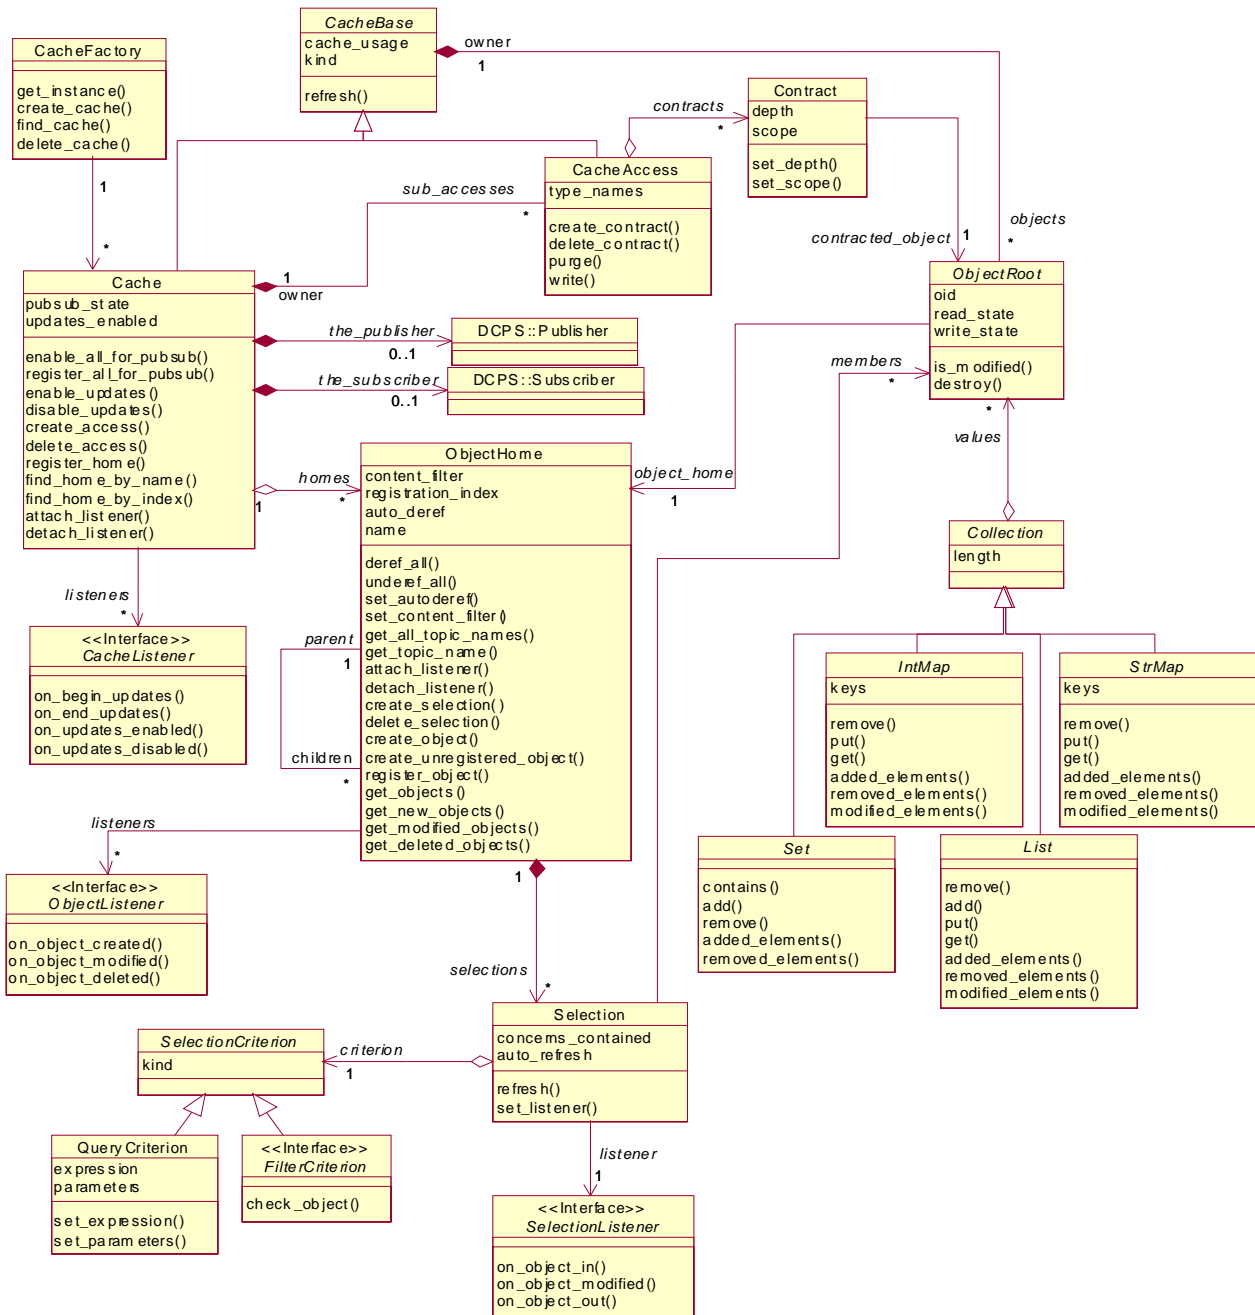 CacheBase
cache_usage
kind
refresh()
owner
1
CacheFactory
get_instance()
create_cache()
find_cache()
delete_cache()
1
*
contracts
*
Contract
depth
scope
set_depth()
set_scope()
CacheAccess
type_names
create_contract()
delete_contract()
purge()
write()
sub_accesses
*
1
owner
contracted_object
1
objects
*
ObjectRoot
oid
read_state
write_state
is_modified()
destroy()
Cache
pubsub_state
updates_enabled
enable_all_for_pubsub()
register_all_for_pubsub()
enable_updates()
disable_updates()
create_access()
delete_access()
register_home()
find_home_by_name()
find_home_by_index()
attach_listener()
detach_listener()
the_publisher
0..1
DCPS::Publisher
the_subscriber
0..1
DCPS::Subscriber
members
*
*
values
homes
1
*
object_home
1
ObjectHome
content_filter
registration_index
auto_deref
name
deref_all()
underef_all()
set_autoderef()
set_content_filter()
get_all_topic_names()
get_topic_name()
attach_listener()
detach_listener()
create_selection()
delete_selection()
create_object()
create_unregistered_object()
register_object()
get_objects()
get_new_objects()
get_modified_objects()
get_deleted_objects()
parent
1
children
*
Collection
length
listeners
*
<<Interface>>
CacheListener
on_begin_updates()
on_end_updates()
on_updates_enabled()
on_updates_disabled()
IntMap
keys
remove()
put()
get()
added_elements()
removed_elements()
modified_elements()
StrMap
keys
remove()
put()
get()
added_elements()
removed_elements()
modified_elements()
listeners
*
<<Interface>>
ObjectListener
on_object_created()
on_object_modified()
on_object_deleted()
Set
contains()
add()
remove()
added_elements()
removed_elements()
List
remove()
add()
put()
get()
added_elements()
removed_elements()
modified_elements()
1
selections
*
Selection
concerns_contained
auto_refresh
refresh()
set_listener()
criterion
1
SelectionCriterion
kind
QueryCriterion
expression
parameters
set_expression()
set_parameters()
<<Interface>>
FilterCriterion
check_object()
listener
1
<<Interface>>
SelectionListener
on_object_in()
on_object_modified()
on_object_out()